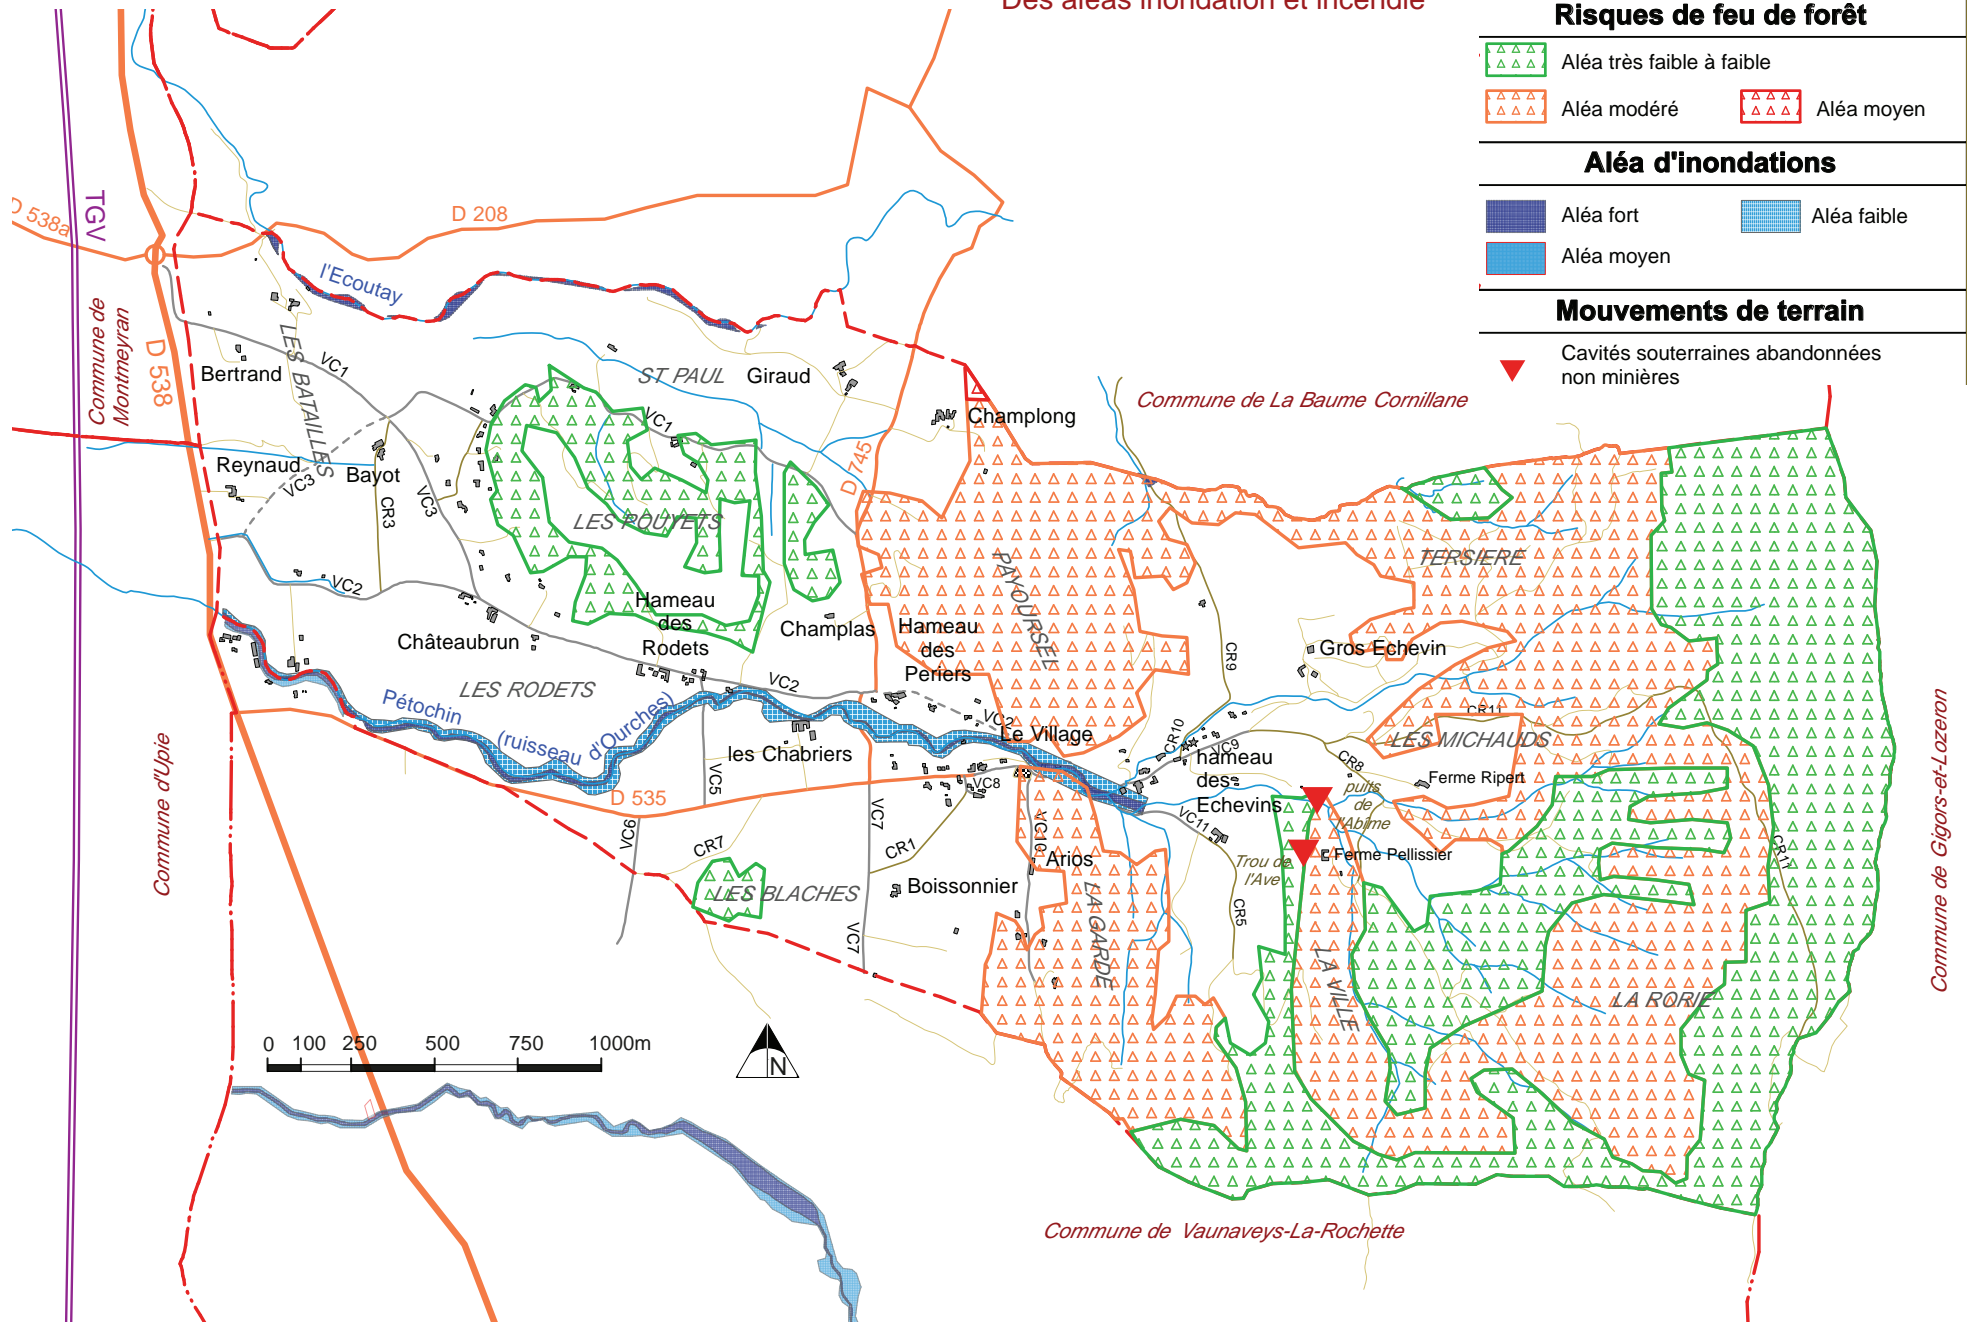 Des aléas inondation et incendie
Risques de feu de forêt
Aléa très faible à faible
Aléa modéré
Aléa moyen
Aléa d'inondations
Aléa fort
Aléa faible
Aléa moyen
Mouvements de terrain
Cavités souterraines abandonnées
non minières
TGV
D 538a
D 208
l'Ecoutay
Commune de
Montmeyran
D 538
LES BATAILLES
Bertrand
VC1
ST PAUL
Giraud
VC1
Champlong
Commune de La Baume Cornillane
D 745
Reynaud
VC3
Bayot
CR3
VC3
LES POUYETS
PAYOURSEL
TERSIERE
VC2
Châteaubrun
Hameau
des
Rodets
Champlas
Hameau
des
Periers
CR9
Gros Echevin
LES RODETS
VC2
Pétochin
(ruisseau d'Ourches)
VC2
Le Village
CR10
VC9
CR11
LES MICHAUDS
Commune d'Upie
les Chabriers
VC5
D 535
VC8
hameau
des
Echevins
CR8
Ferme Ripert
puits
de
l'Abîme
VC6
CR7
VC7
CR1
VC10
Arios
VC11
Trou de
l'Ave
Ferme Pellissier
CR11
Commune de Gigors-et-Lozeron
LES BLACHES
Boissonnier
VC7
LA GARDE
CR5
LA VILLE
LA RORIE
0 100 250 500 750 1000m
N
Commune de Vaunaveys-La-Rochette